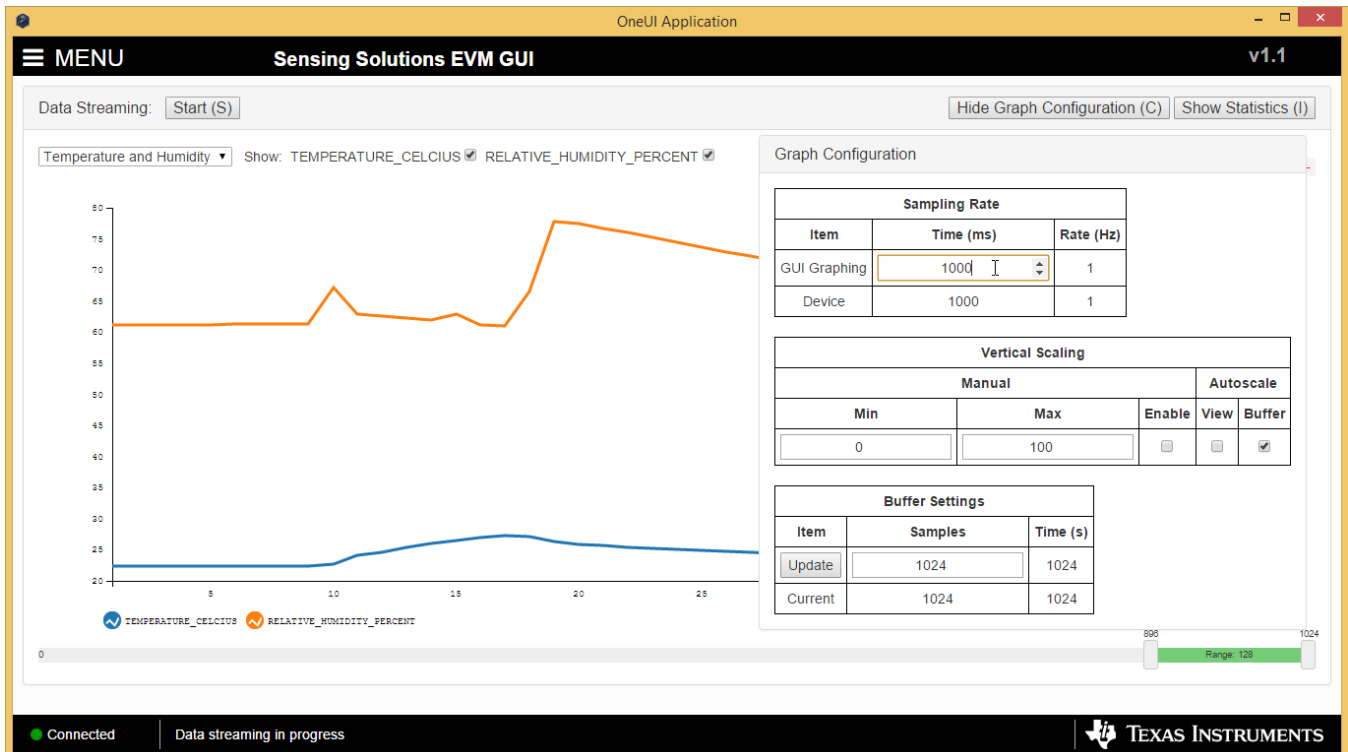 OneUI Application
MENU
Sensing Solutions EVM GUI
v1.1
Data Streaming: Start (S)
Hide Graph Configuration (C) Show Statistics (I)
Temperature and Humidity Show: TEMPERATURE_CELCIUS RELATIVE_HUMIDITY_PERCENT
80
75
70
65
60
55
50
45
40
35
30
25
20
5 10 15 20 25
TEMPERATURE_CELCIUS RELATIVE_HUMIDITY_PERCENT
Graph Configuration
Sampling Rate
Item Time (ms) Rate (Hz)
GUI Graphing 1000 1
Device 1000 1
Vertical Scaling
Manual Autoscale
Min Max Enable View Buffer
0 100
Buffer Settings
Item Samples Time (s)
Update 1024 1024
Current 1024 1024
896 1024
0 Range: 128
Connected Data streaming in progress
TEXAS INSTRUMENTS